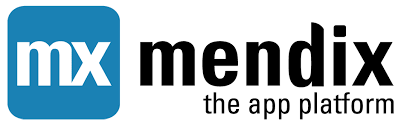 mx mendix
the app platform